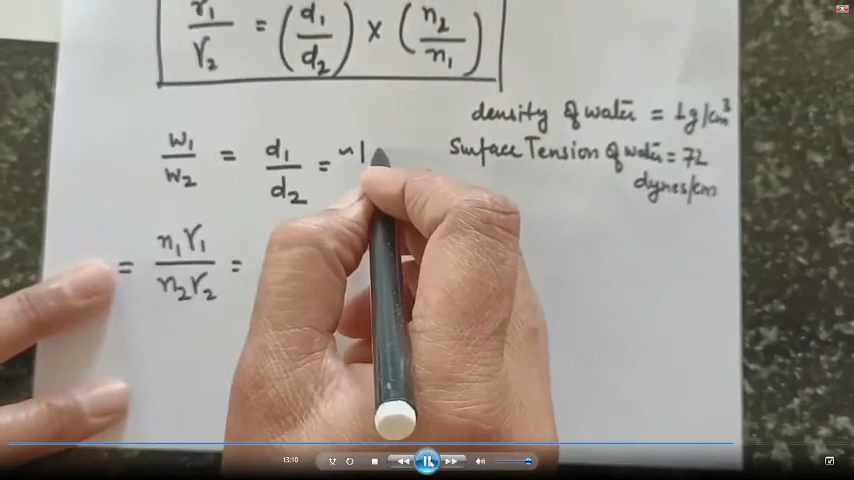 γ₁/γ₂ = (d₁/d₂) × (n₂/n₁)
density of water = 1g/cm³
Surface Tension of water = 72
dynes/cm
w₁/w₂ = d₁/d₂ =
= n₁γ₁/n₂γ₂ =
13:10